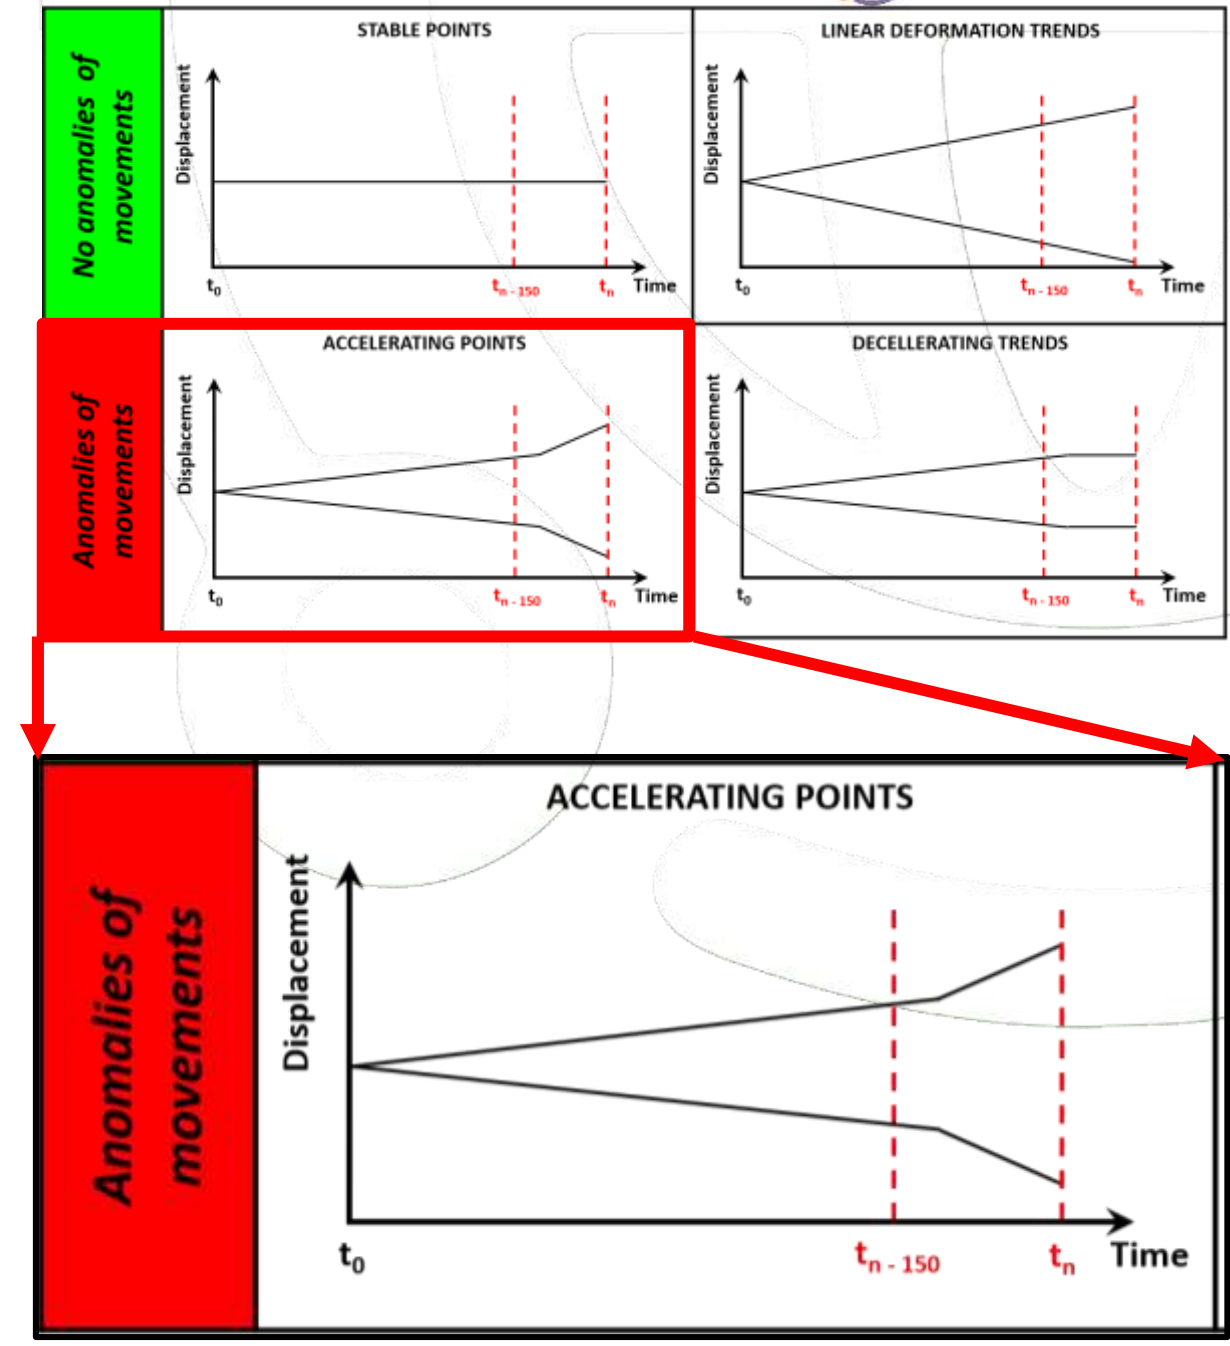 No anomalies of
movements
STABLE POINTS
Displacement
t0
tn - 150
tn
Time
LINEAR DEFORMATION TRENDS
Displacement
t0
tn - 150
tn
Time
Anomalies of
movements
ACCELERATING POINTS
Displacement
t0
tn - 150
tn
Time
DECELLERATING TRENDS
Displacement
t0
tn - 150
tn
Time
Anomalies of
movements
ACCELERATING POINTS
Displacement
t0
tn - 150
tn
Time